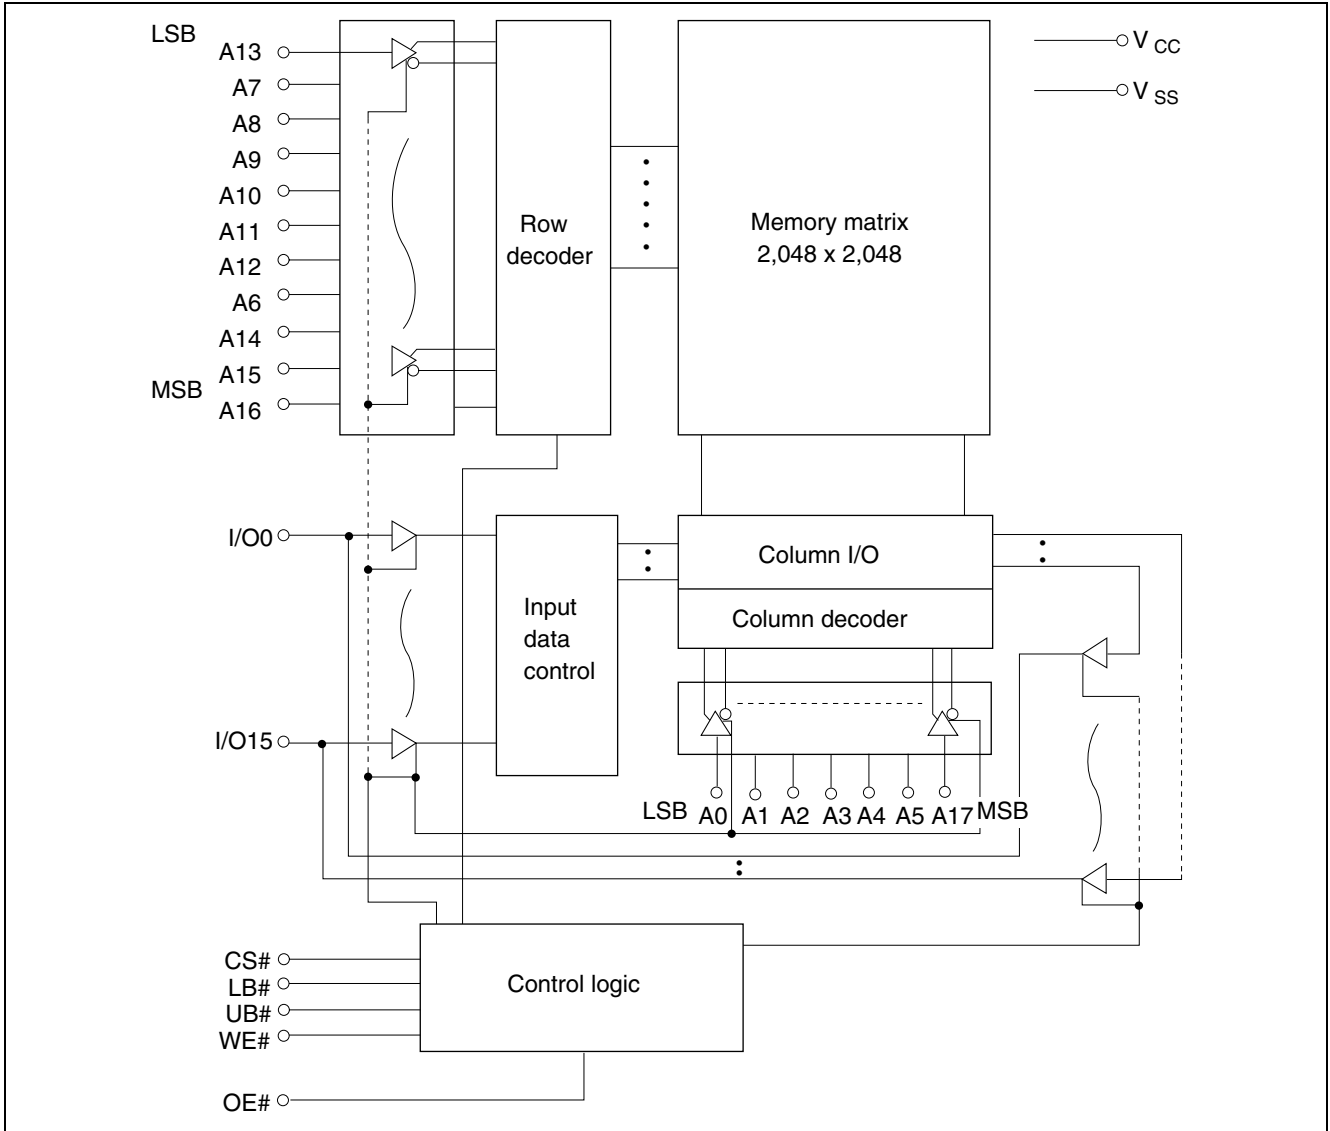 LSB
A13
A7
A8
A9
A10
A11
A12
A6
A14
A15
MSB
A16
Row
decoder
Memory matrix
2,048 x 2,048
V CC
V SS
I/O0
I/O15
Input
data
control
Column I/O
Column decoder
LSB A0 A1 A2 A3 A4 A5 A17 MSB
CS#
LB#
UB#
WE#
OE#
Control logic